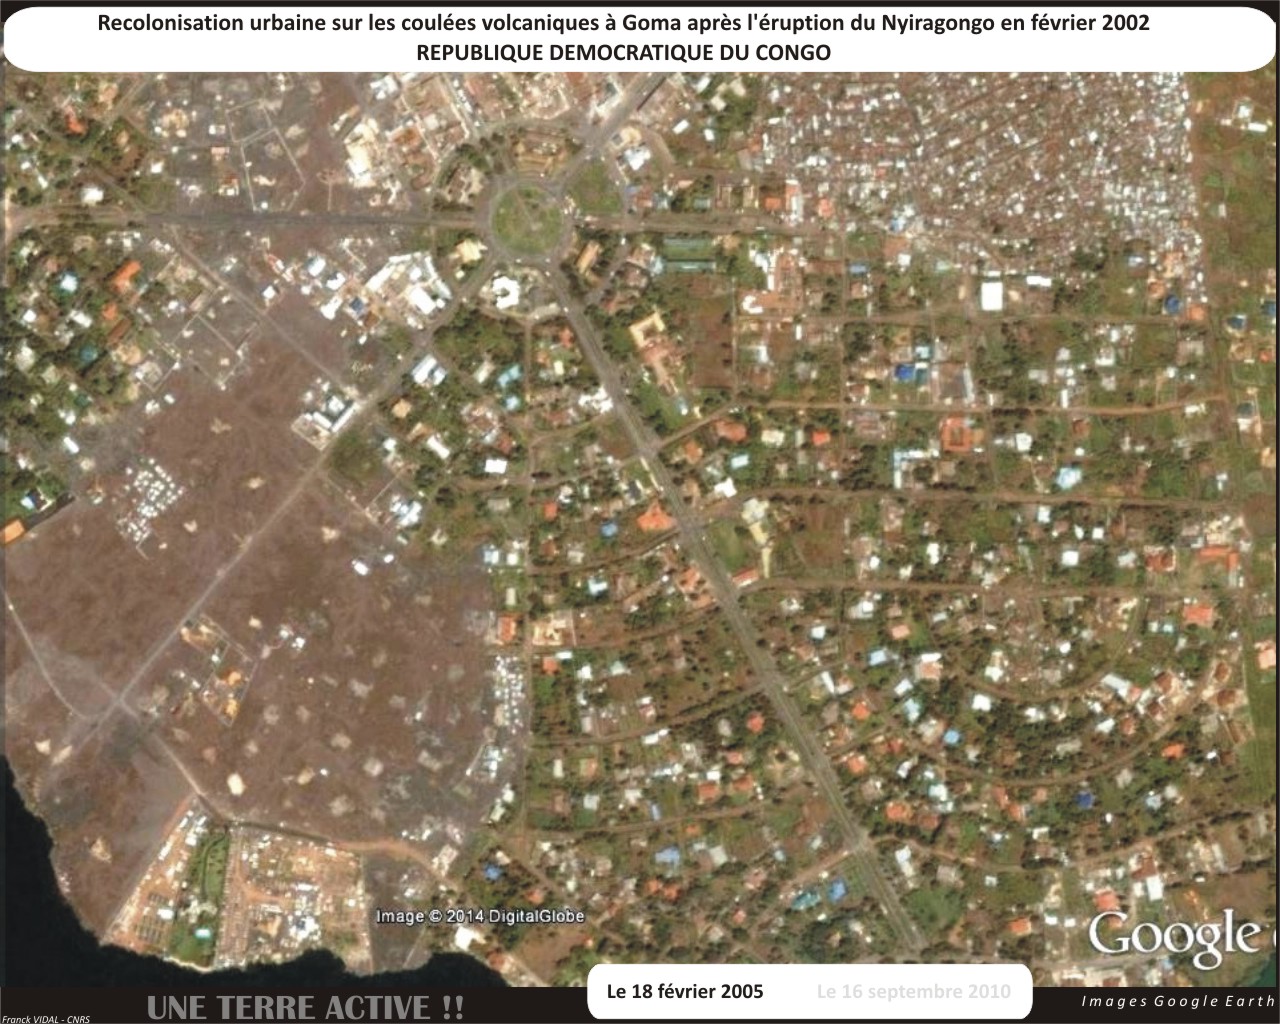 Recolonisation urbaine sur les coulées volcaniques à Goma après l'éruption du Nyiragongo en février 2002
REPUBLIQUE DEMOCRATIQUE DU CONGO
Image © 2014 DigitalGlobe
Google
Le 18 février 2005 Le 16 septembre 2010
UNE TERRE ACTIVE !!
Images Google Earth
Franck VIDAL - CNRS